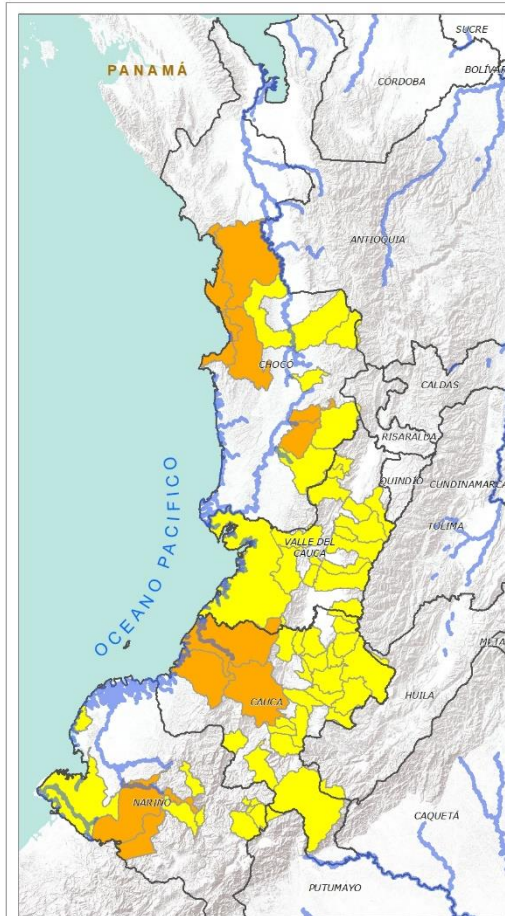 SUCRE
PANAMÁ
CÓRDOBA
BOLÍVAR
ANTIOQUIA
CHOCÓ
CALDAS
RISARALDA
QUINDÍO
CUNDINAMARCA
TULIMA
VALLE DEL
CAUCA
OCEANO PACIFICO
META
CAUCA
HUILA
NARIÑO
CAQUETÁ
PUTUMAYO